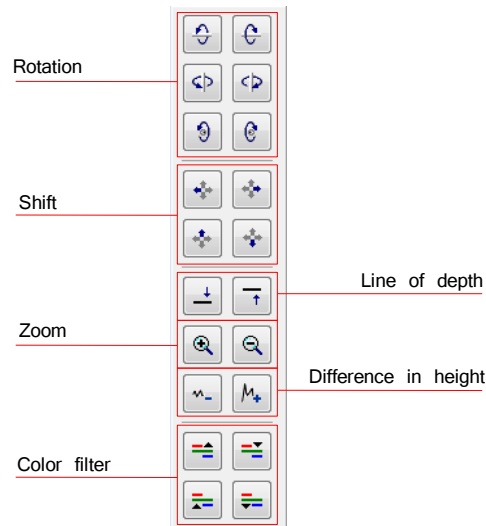 Rotation
Shift
Line of depth
Zoom
Difference in height
Color filter